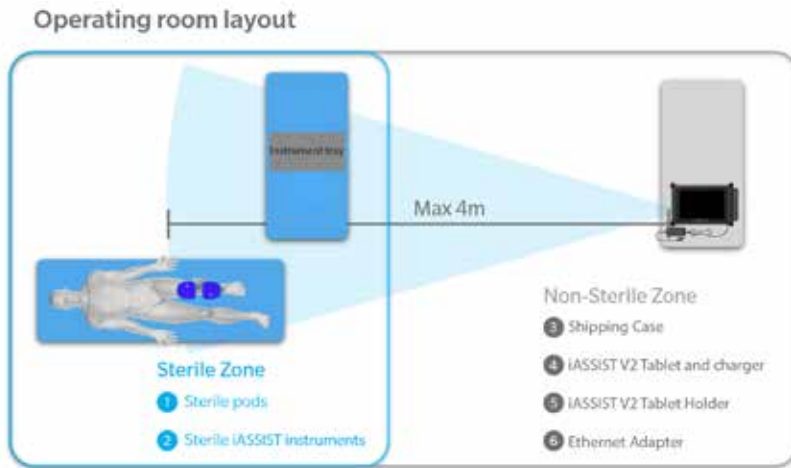 Operating room layout
Instrument tray
Max 4m
Sterile Zone
1 Sterile pods
2 Sterile iASSIST instruments
Non-Sterile Zone
3 Shipping Case
4 iASSIST V2 Tablet and charger
5 iASSIST V2 Tablet Holder
6 Ethernet Adapter